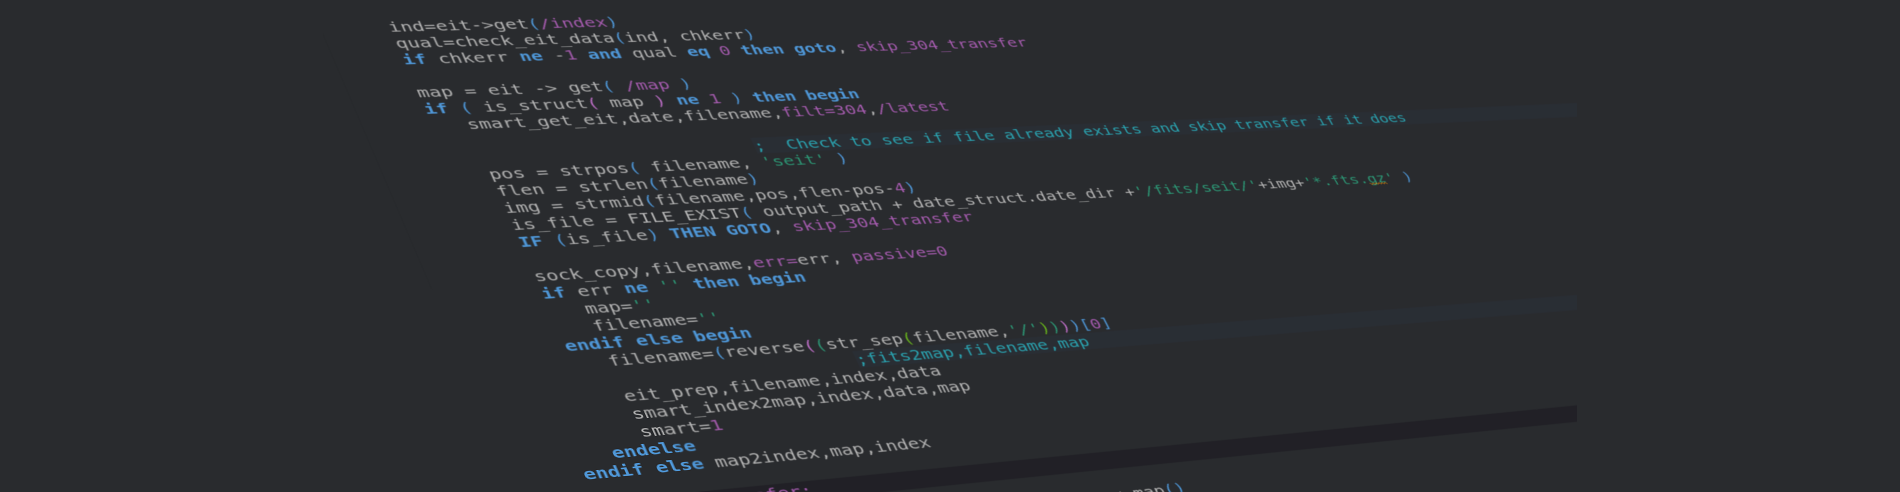 ind=eit->get(/index)
qual=check_eit_data(ind, chkerr)
if chkerr ne -1 and qual eq 0 then goto, skip_304_transfer
map = eit -> get( /map )
if ( is_struct( map ) ne 1 ) then begin
smart_get_eit,date,filename,filt=304,/latest
; Check to see if file already exists and skip transfer if it does
pos = strpos( filename, 'seit' )
flen = strlen(filename)
img = strmid(filename,pos,flen-pos-4)
is_file = FILE_EXIST( output_path + date_struct.date_dir +'/fits/seit/'+img+'*.fts.gz' )
IF (is_file) THEN GOTO, skip_304_transfer
sock_copy,filename,err=err, passive=0
if err ne '' then begin
map=''
filename=''
endif else begin
filename=(reverse((str_sep(filename,'/'))))[0]
;fits2map,filename,map
eit_prep,filename,index,data
smart_index2map,index,data,map
smart=1
endelse
endif else map2index,map,index